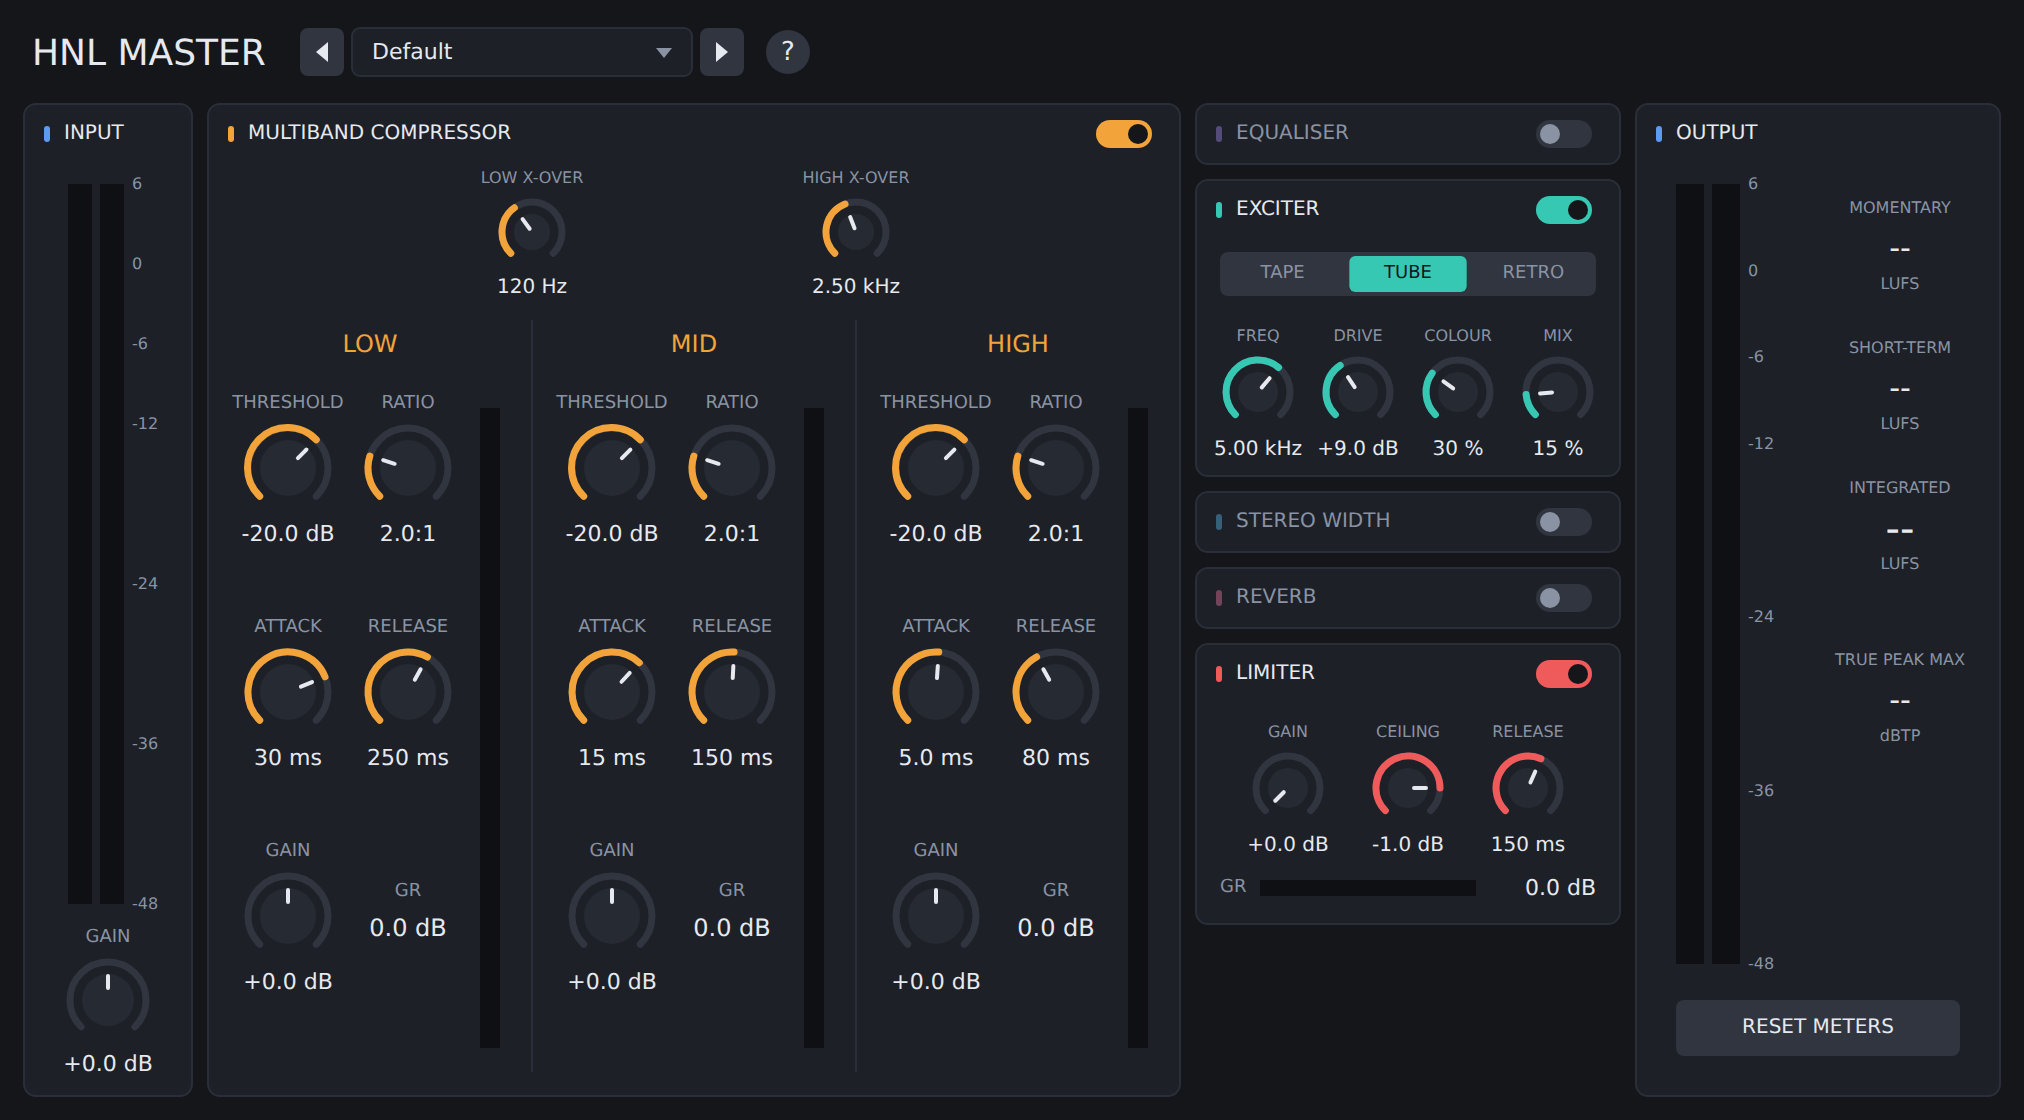 HNL MASTER
Default
?
INPUT
6
0
-6
-12
-24
-36
-48
GAIN
+0.0 dB
MULTIBAND COMPRESSOR
LOW X-OVER
120 Hz
HIGH X-OVER
2.50 kHz
LOW
THRESHOLD RATIO
-20.0 dB 2.0:1
ATTACK RELEASE
30 ms 250 ms
GAIN
GR
0.0 dB
+0.0 dB
MID
THRESHOLD RATIO
-20.0 dB 2.0:1
ATTACK RELEASE
15 ms 150 ms
GAIN
GR
0.0 dB
+0.0 dB
HIGH
THRESHOLD RATIO
-20.0 dB 2.0:1
ATTACK RELEASE
5.0 ms 80 ms
GAIN
GR
0.0 dB
+0.0 dB
EQUALISER
EXCITER
TAPE TUBE RETRO
FREQ DRIVE COLOUR MIX
5.00 kHz +9.0 dB 30 % 15 %
STEREO WIDTH
REVERB
LIMITER
GAIN CEILING RELEASE
+0.0 dB -1.0 dB 150 ms
GR 0.0 dB
OUTPUT
6
0
-6
-12
-24
-36
-48
MOMENTARY
--
LUFS
SHORT-TERM
--
LUFS
INTEGRATED
--
LUFS
TRUE PEAK MAX
--
dBTP
RESET METERS